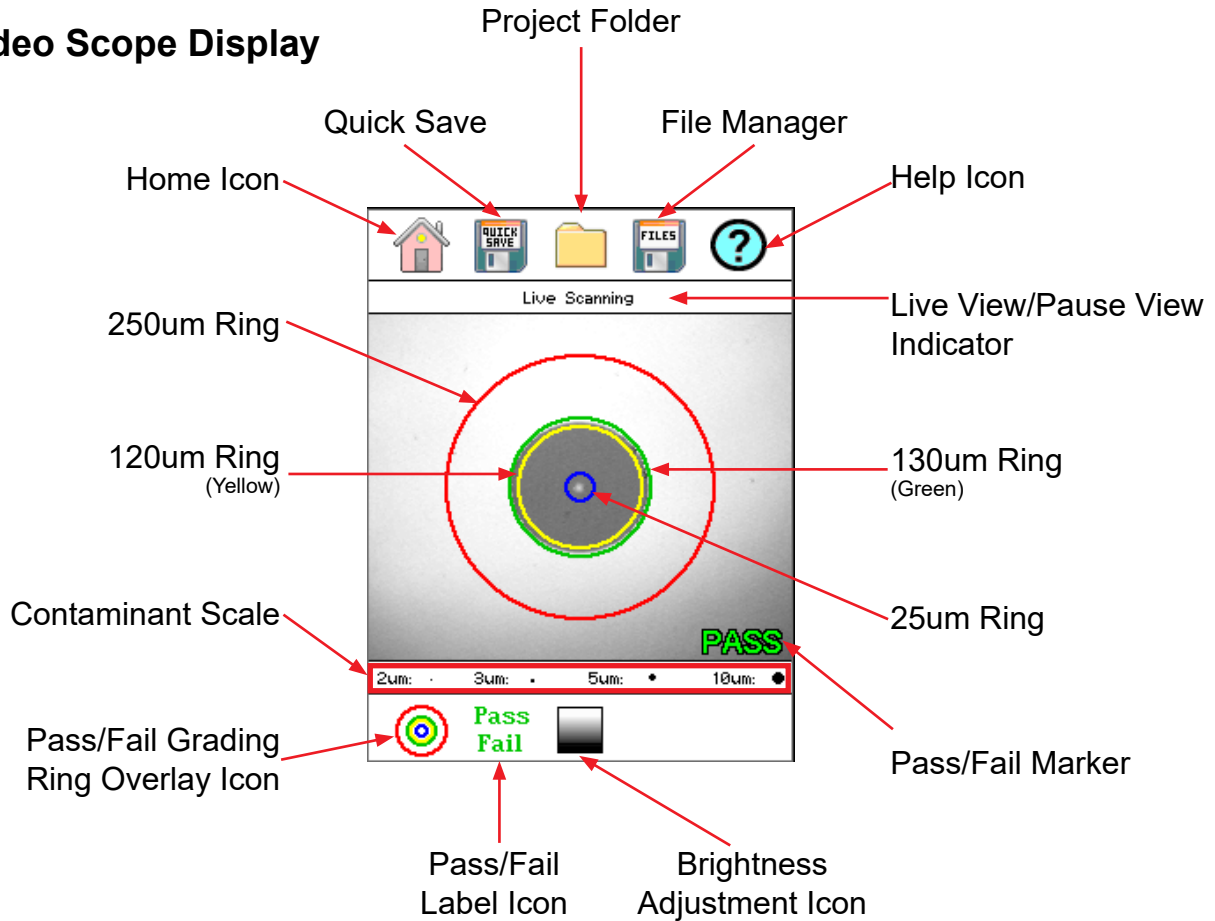 deo Scope Display
Project Folder
Quick Save
File Manager
Home Icon
Help Icon
QUICK
SAVE
FILES
?
Live Scanning
Live View/Pause View
Indicator
250um Ring
120um Ring
(Yellow)
130um Ring
(Green)
Contaminant Scale
25um Ring
PASS
2um:
3um:
5um:
10um:
Pass
Fail
Pass/Fail Grading
Ring Overlay Icon
Pass/Fail Marker
Pass/Fail
Label Icon
Brightness
Adjustment Icon